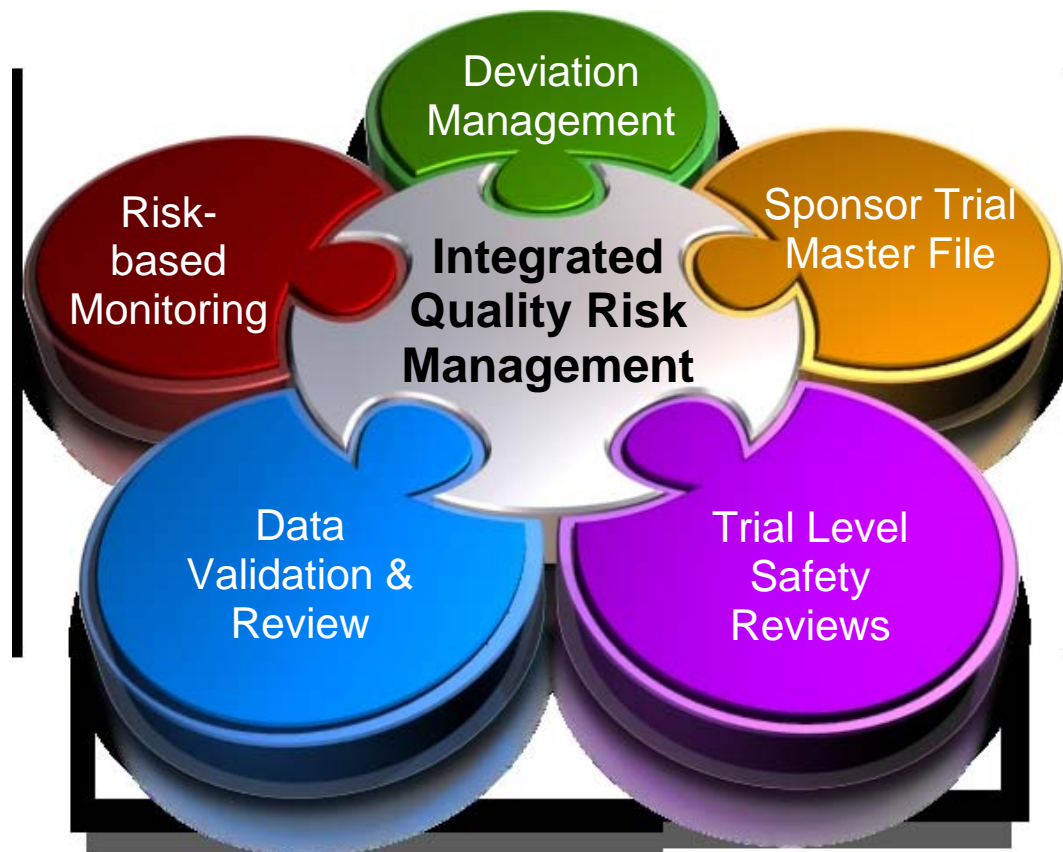 Deviation
Management
Risk-
based
Monitoring
Sponsor Trial
Master File
Integrated
Quality Risk
Management
Data
Validation &
Review
Trial Level
Safety
Reviews